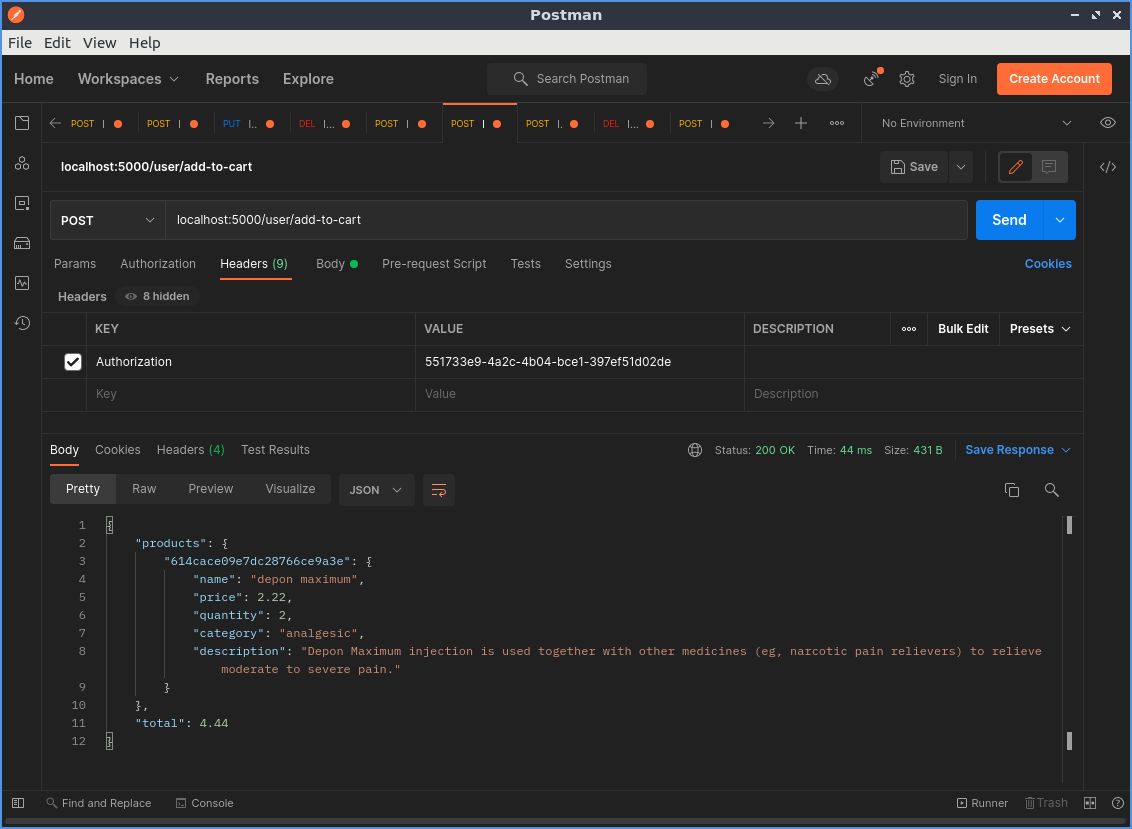 Postman
File Edit View Help
Home Workspaces Reports Explore Search Postman Sign In Create Account
POST | POST | PUT |.. DEL |... POST | POST | POST |. DEL |... POST | No Environment
localhost:5000/user/add-to-cart Save
POST localhost:5000/user/add-to-cart Send
Params Authorization Headers (9) Body Pre-request Script Tests Settings Cookies
Headers 8 hidden
KEY VALUE DESCRIPTION Bulk Edit Presets
Authorization 551733e9-4a2c-4b04-bce1-397ef51d02de
Key Value Description
Body Cookies Headers (4) Test Results Status: 200 OK Time: 44 ms Size: 431 B Save Response
Pretty Raw Preview Visualize JSON
1 {
2 "products": {
3 "614cace09e7dc28766ce9a3e": {
4 "name": "depon maximum",
5 "price": 2.22,
6 "quantity": 2,
7 "category": "analgesic",
8 "description": "Depon Maximum injection is used together with other medicines (eg, narcotic pain relievers) to relieve
moderate to severe pain."
9 }
10 },
11 "total": 4.44
12 }
Find and Replace Console Runner Trash